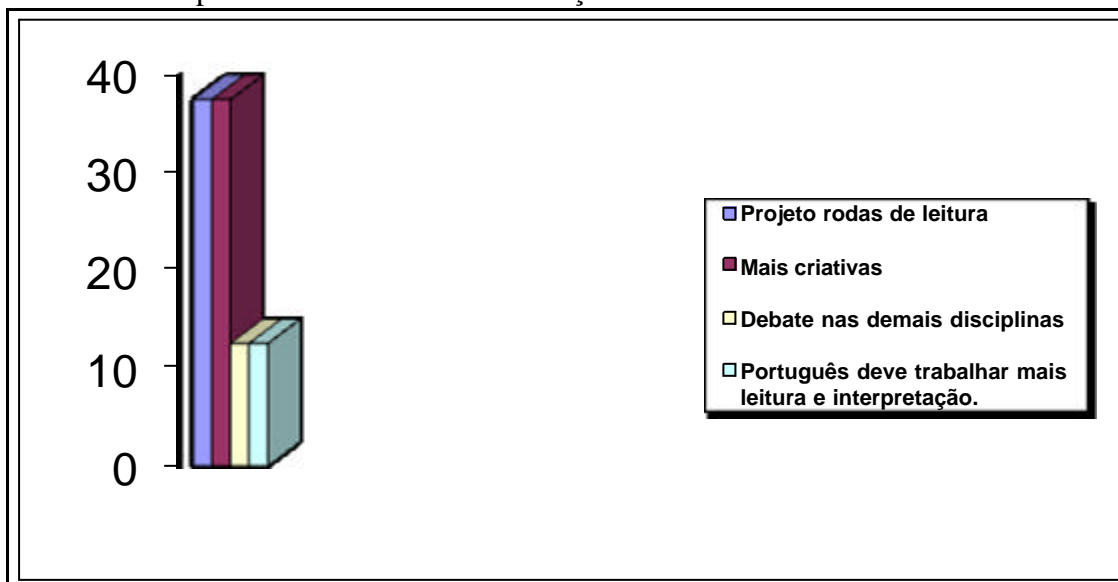 40
30
20
10
0
Projeto rodas de leitura
Mais criativas
Debate nas demais disciplinas
Português deve trabalhar mais
leitura e interpretação.